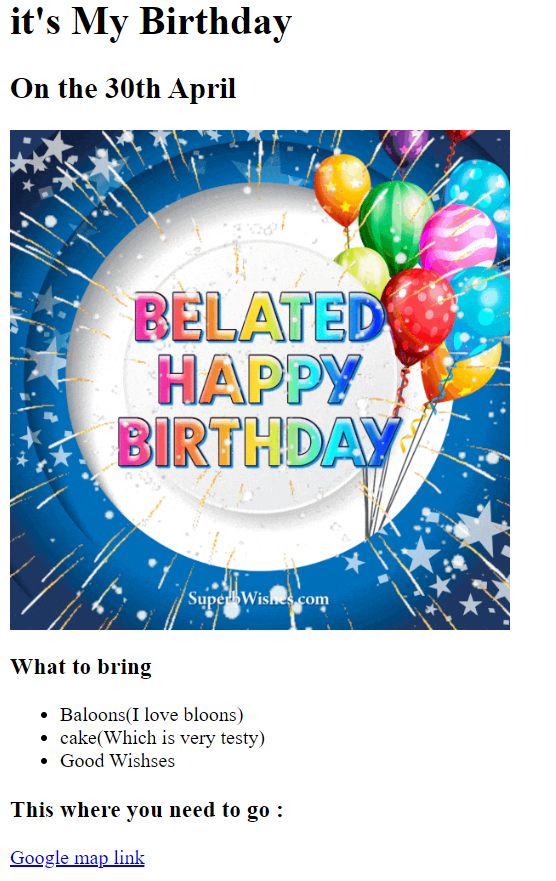 it's My Birthday
On the 30th April
BELATED
HAPPY
BIRTHDAY
SuperbWishes.com
What to bring
Baloons(I love bloons)
cake(Which is very testy)
Good Wishses
This where you need to go :
Google map link